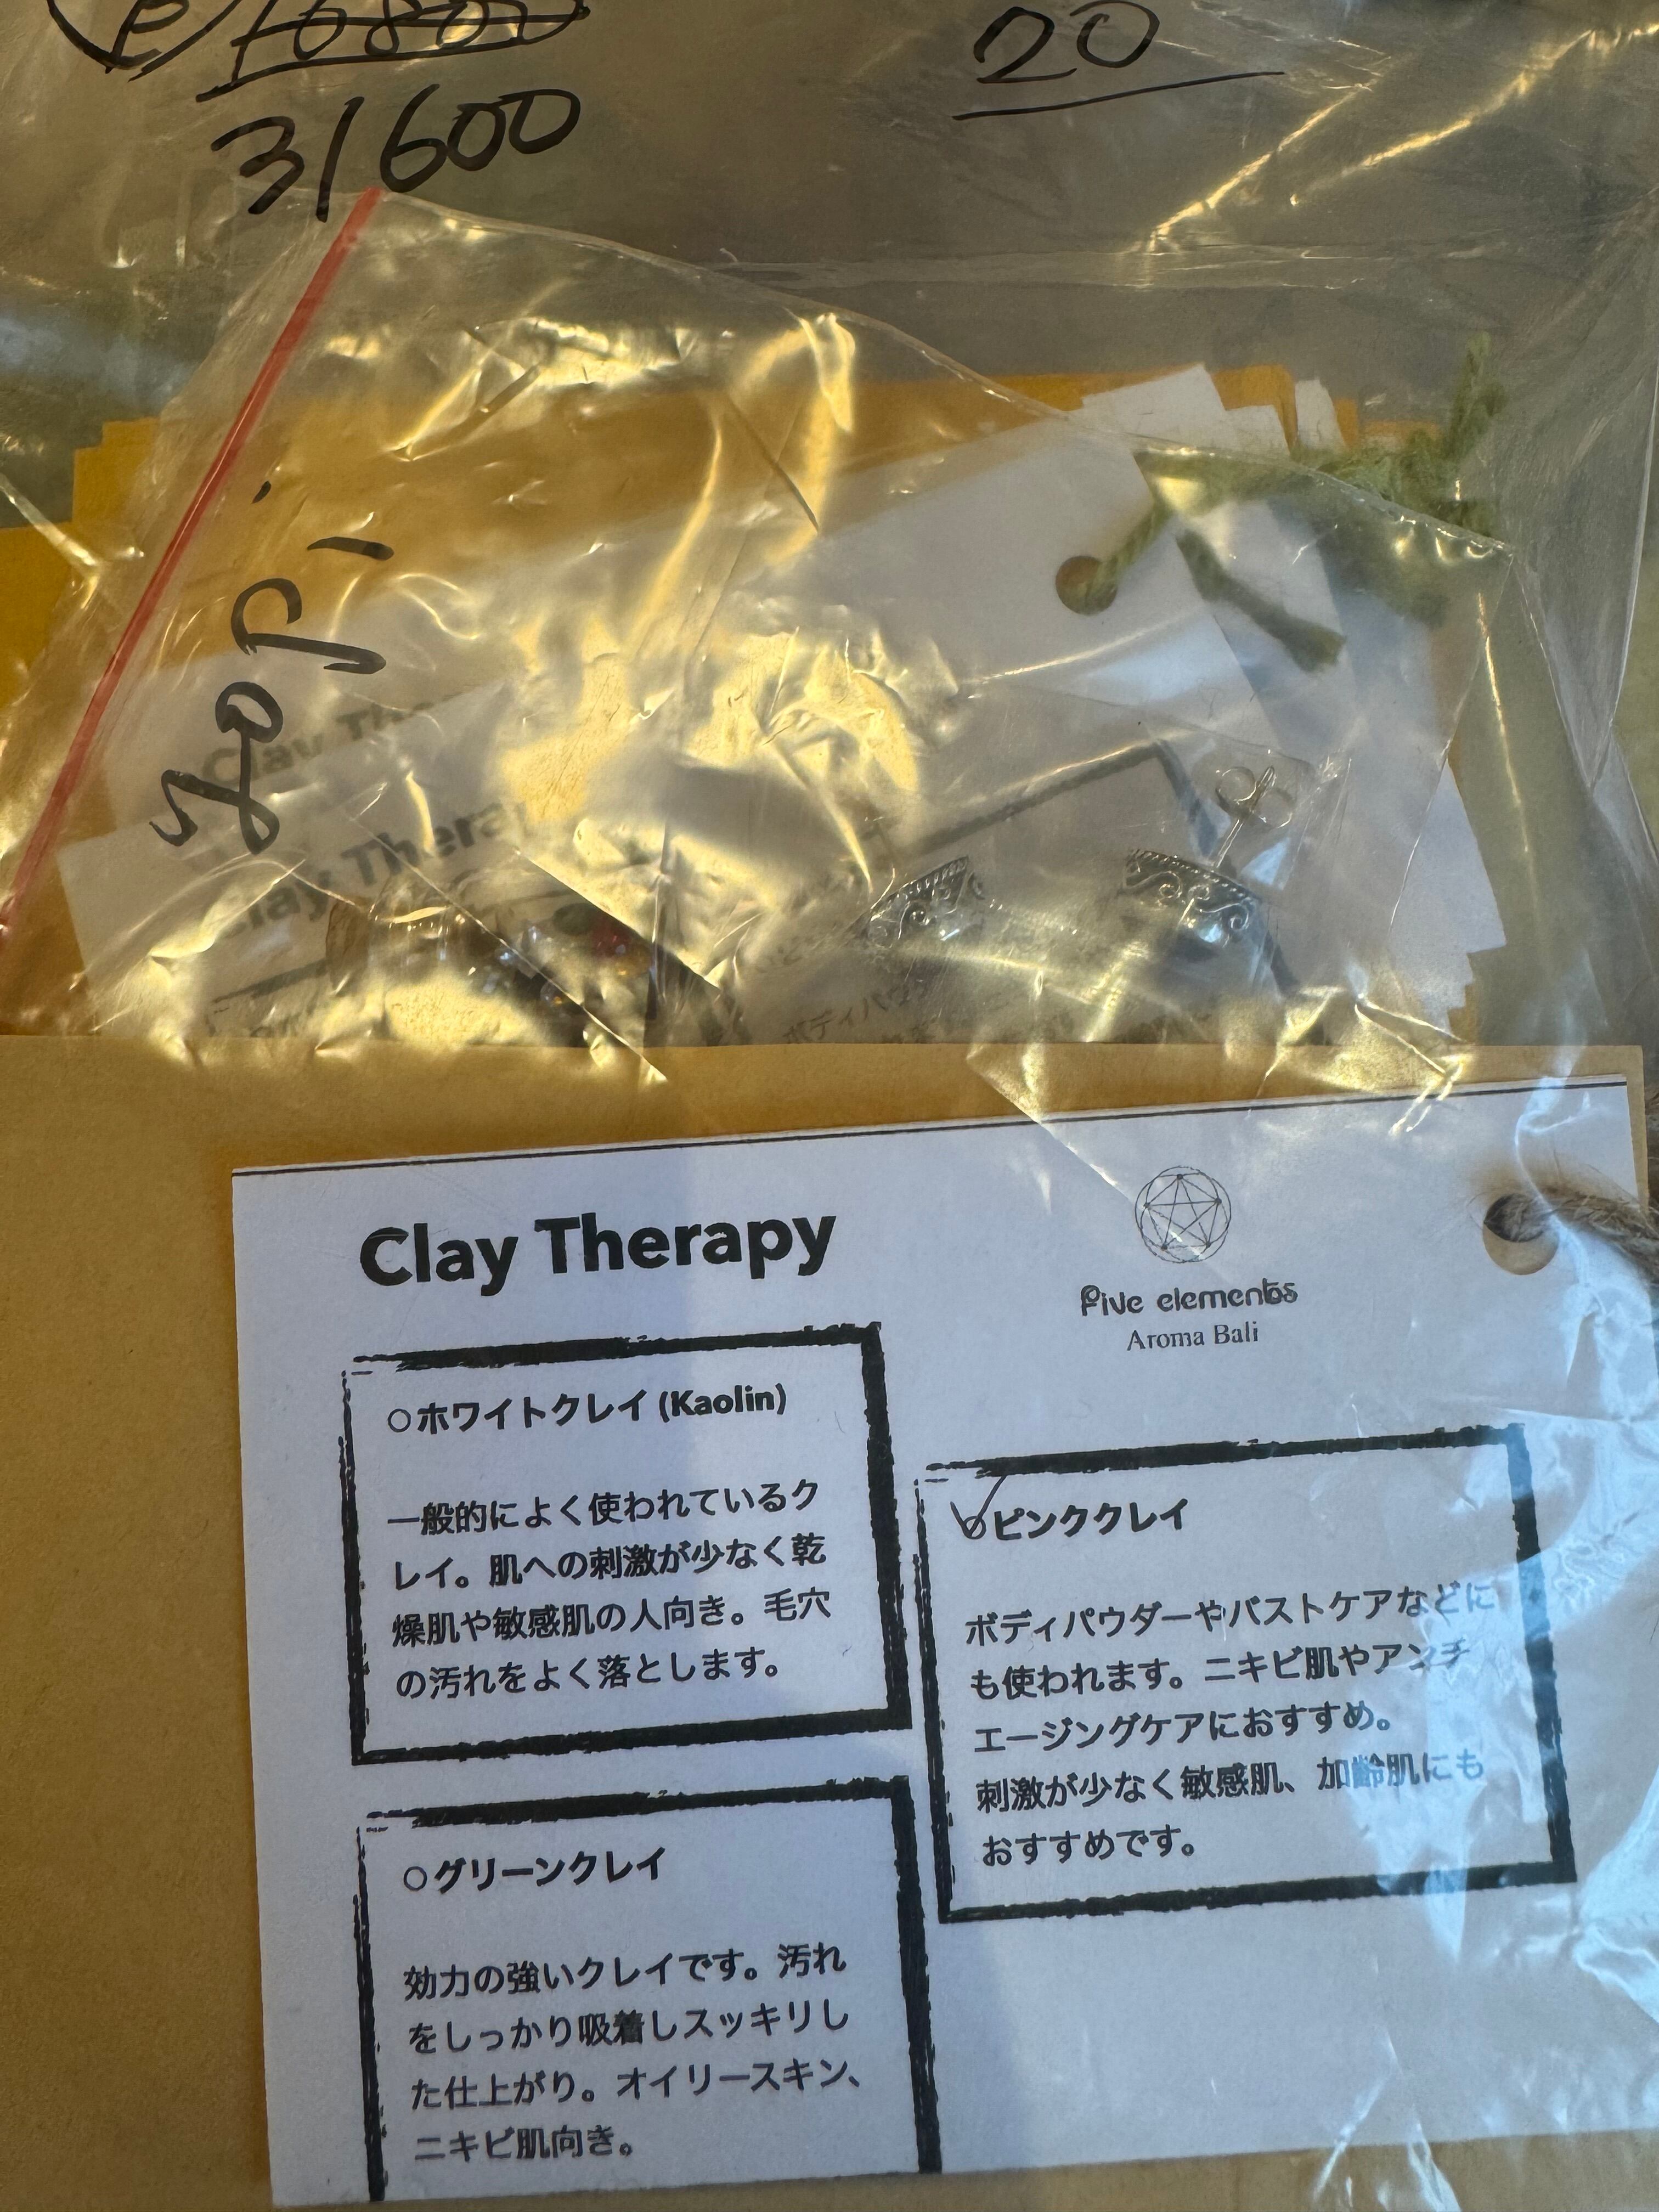 31600
20
Clay The
Clay Thera
Clay Therapy
Five elements
Aroma Bali
○ホワイトクレイ (Kaolin)
一般的によく使われているク
レイ。肌への刺激が少なく乾
燥肌や敏感肌の人向き。毛穴
の汚れをよく落とします。
○ピンククレイ
ボディパウダーやバストケアなどに
も使われます。ニキビ肌やアンチ
エージングケアにおすすめ。
刺激が少なく敏感肌、加齢肌にも
おすすめです。
○グリーンクレイ
効力の強いクレイです。汚れ
をしっかり吸着しスッキリし
た仕上がり。オイリースキン、
ニキビ肌向き。